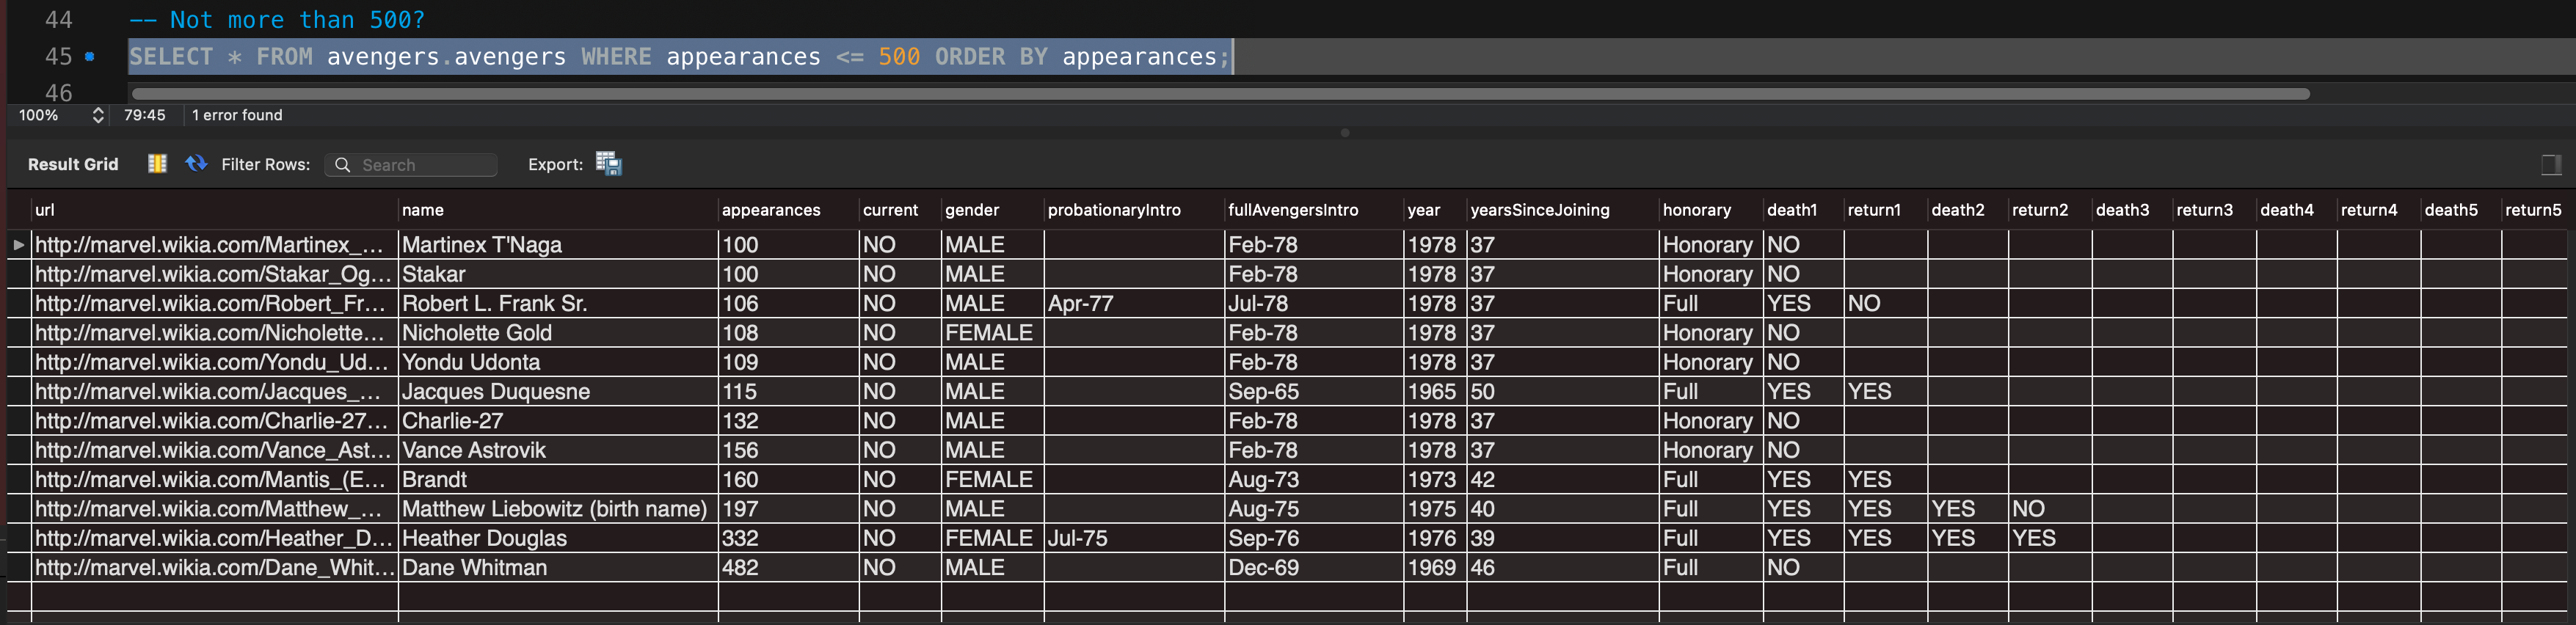 44 -- Not more than 500?
45 SELECT * FROM avengers.avengers WHERE appearances <= 500 ORDER BY appearances;
46
100% 79:45 1 error found
Result Grid Filter Rows: Search Export:
url name appearances current gender probationaryIntro fullAvengersIntro year yearsSinceJoining honorary death1 return1 death2 return2 death3 return3 death4 return4 death5 return5
http://marvel.wikia.com/Martinex_... Martinex T'Naga 100 NO MALE Feb-78 1978 37 Honorary NO
http://marvel.wikia.com/Stakar_Og... Stakar 100 NO MALE Feb-78 1978 37 Honorary NO
http://marvel.wikia.com/Robert_Fr... Robert L. Frank Sr. 106 NO MALE Apr-77 Jul-78 1978 37 Full YES NO
http://marvel.wikia.com/Nicholette... Nicholette Gold 108 NO FEMALE Feb-78 1978 37 Honorary NO
http://marvel.wikia.com/Yondu_Ud... Yondu Udonta 109 NO MALE Feb-78 1978 37 Honorary NO
http://marvel.wikia.com/Jacques_... Jacques Duquesne 115 NO MALE Sep-65 1965 50 Full YES YES
http://marvel.wikia.com/Charlie-27... Charlie-27 132 NO MALE Feb-78 1978 37 Honorary NO
http://marvel.wikia.com/Vance_Ast... Vance Astrovik 156 NO MALE Feb-78 1978 37 Honorary NO
http://marvel.wikia.com/Mantis_(E... Brandt 160 NO FEMALE Aug-73 1973 42 Full YES YES
http://marvel.wikia.com/Matthew_... Matthew Liebowitz (birth name) 197 NO MALE Aug-75 1975 40 Full YES YES YES NO
http://marvel.wikia.com/Heather_D... Heather Douglas 332 NO FEMALE Jul-75 Sep-76 1976 39 Full YES YES YES YES
http://marvel.wikia.com/Dane_Whit... Dane Whitman 482 NO MALE Dec-69 1969 46 Full NO